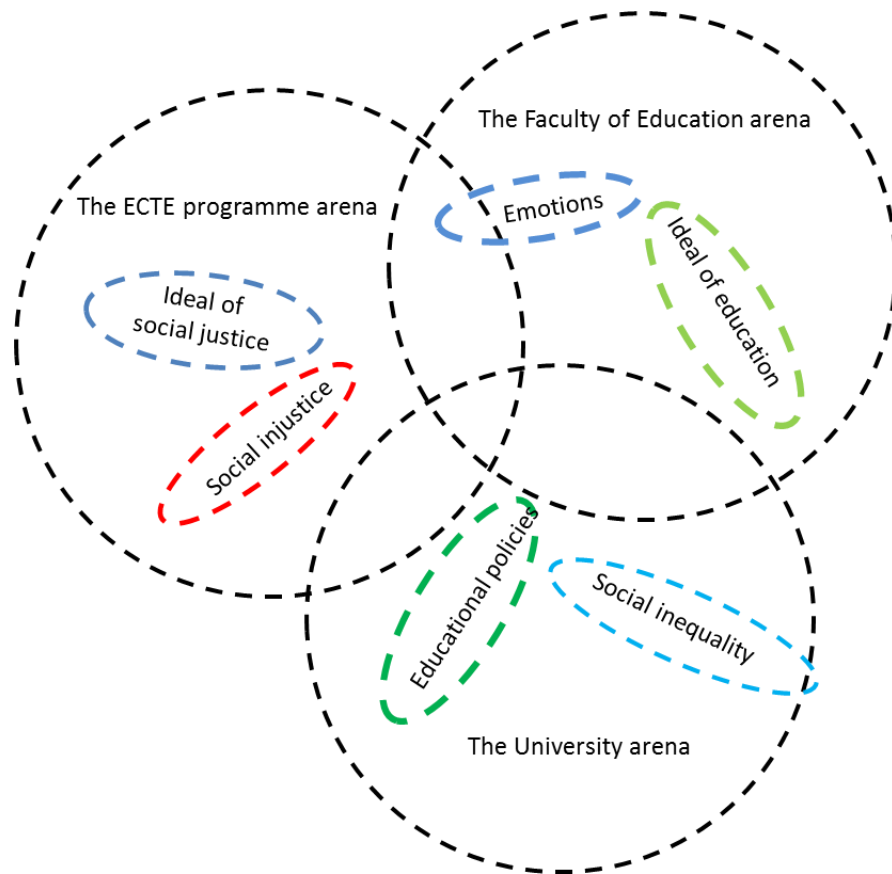 The Faculty of Education arena
The ECTE programme arena
Emotions
Ideal of education
Ideal of
social justice
Social injustice
Educational policies
Social inequality
The University arena